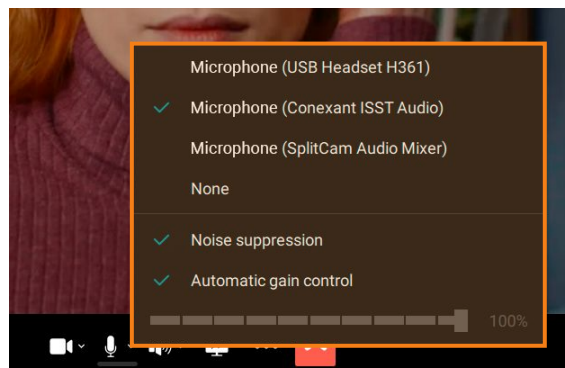 Microphone (USB Headset H361)
Microphone (Conexant ISST Audio)
Microphone (SplitCam Audio Mixer)
None
Noise suppression
Automatic gain control
100%